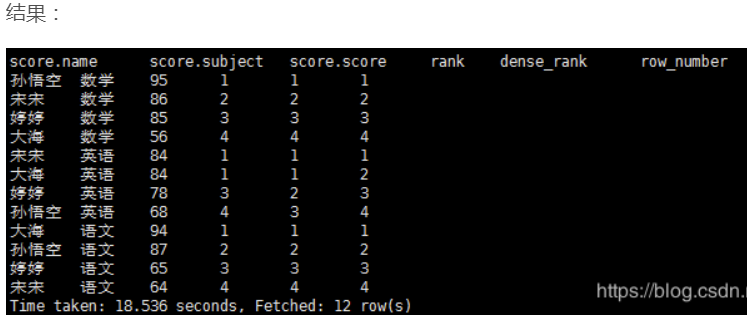 结果：
score.name score.subject score.score rank dense_rank row_number
孙悟空 数学 95 1 1 1
宋宋 数学 86 2 2 2
婷婷 数学 85 3 3 3
大海 数学 56 4 4 4
宋宋 英语 84 1 1 1
大海 英语 84 1 1 2
婷婷 英语 78 3 2 3
孙悟空 英语 68 4 3 4
大海 语文 94 1 1 1
孙悟空 语文 87 2 2 2
婷婷 语文 65 3 3 3
宋宋 语文 64 4 4 4
Time taken: 18.536 seconds, Fetched: 12 row(s)
https://blog.csdn.